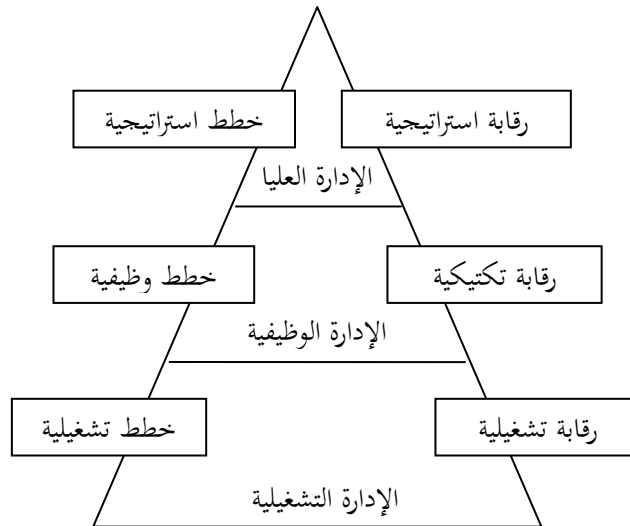 رقابة استراتيجية
خطط استراتيجية
الإدارة العليا
رقابة تكتيكية
خطط وظيفية
الإدارة الوظيفية
رقابة تشغيلية
خطط تشغيلية
الإدارة التشغيلية